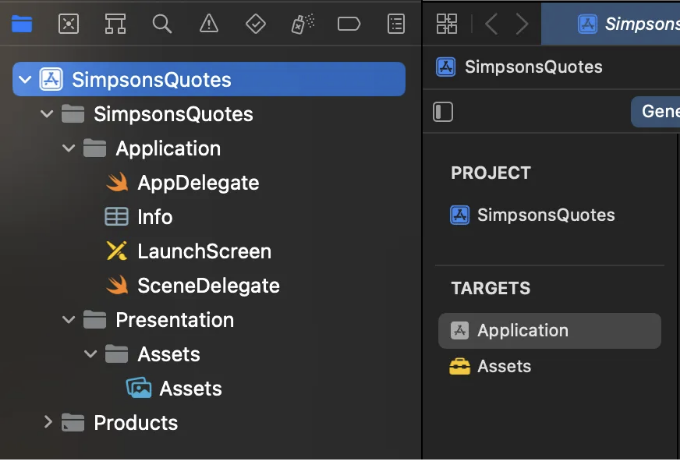 SimpsonsQuotes
SimpsonsQuotes
Application
AppDelegate
Info
LaunchScreen
SceneDelegate
Presentation
Assets
Assets
Products
Simpsons
SimpsonsQuotes
Gene
PROJECT
SimpsonsQuotes
TARGETS
Application
Assets